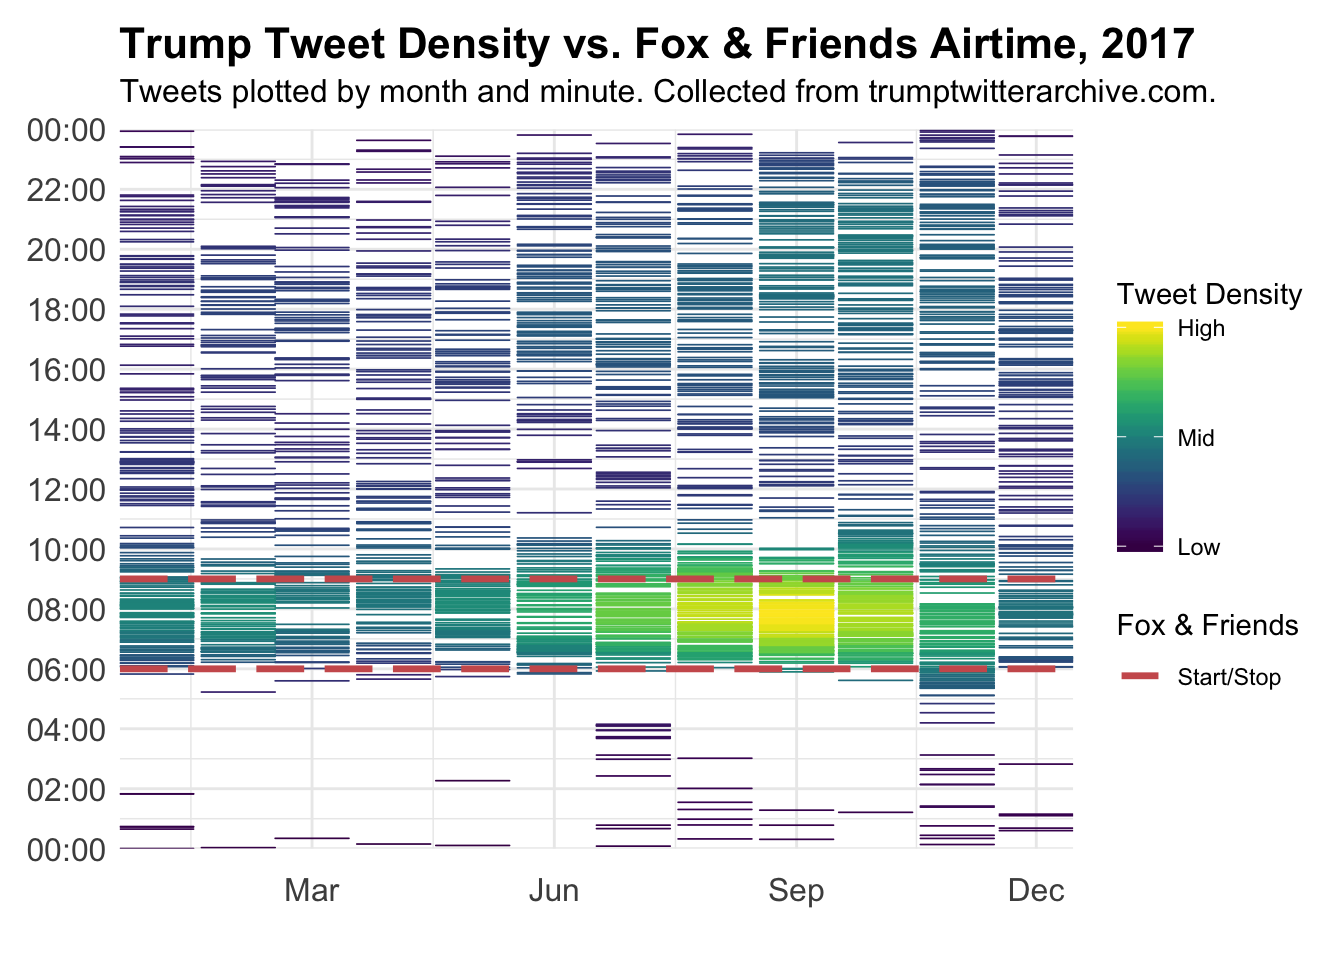 Trump Tweet Density vs. Fox & Friends Airtime, 2017
Tweets plotted by month and minute. Collected from trumptwitterarchive.com.
00:00
22:00
20:00
18:00
16:00
14:00
12:00
10:00
08:00
06:00
04:00
02:00
00:00
Mar
Jun
Sep
Dec
Tweet Density
High
Mid
Low
Fox & Friends
Start/Stop